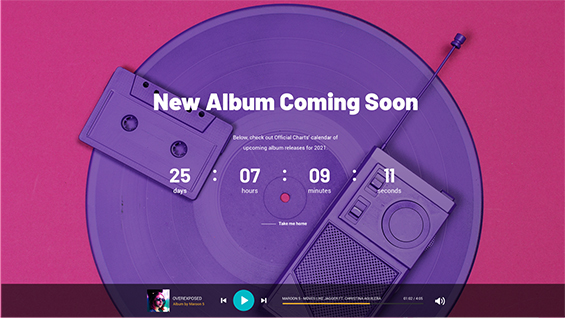 New Album Coming Soon
Below, check out Official Charts' calendar of
upcoming album releases for 2021.
25 : 07 : 09 : 11
days hours minutes seconds
Take me home
OVEREXPOSED
Album by Maroon 5
MAROON 5 - MOVES LIKE JAGGER FT. CHRISTINA AGUILERA
01:02 / 4:05